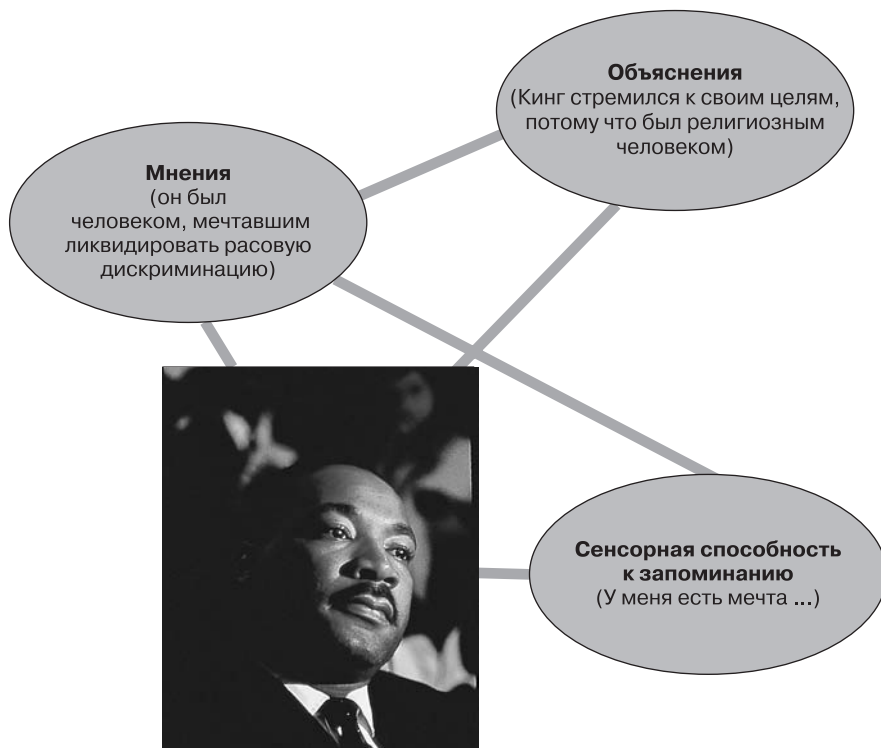 Объяснения
(Кинг стремился к своим целям,
потому что был религиозным
человеком)
Мнения
(он был
человеком, мечтавшим
ликвидировать расовую
дискриминацию)
Сенсорная способность
к запоминанию
(У меня есть мечта ...)